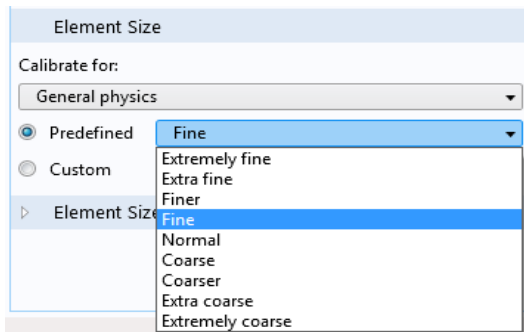 Element Size
Calibrate for:
General physics
Predefined Fine
Extremely fine
Custom
Extra fine
Finer
Element Size
Fine
Normal
Coarse
Coarser
Extra coarse
Extremely coarse